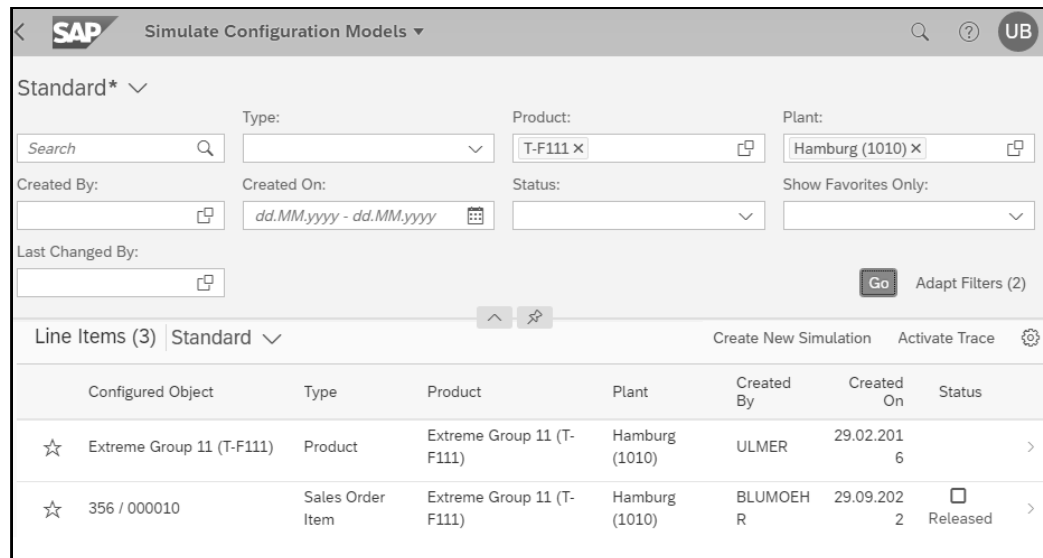 SAP Simulate Configuration Models
UB
Standard*
Type: Product: Plant:
Search T-F111 Hamburg (1010)
Created By: Created On: Status: Show Favorites Only:
dd.MM.yyyy - dd.MM.yyyy
Last Changed By:
Go Adapt Filters (2)
Line Items (3) Standard Create New Simulation Activate Trace
Configured Object Type Product Plant Created By Created On Status
Extreme Group 11 (T-F111) Product Extreme Group 11 (T-F111) Hamburg (1010) ULMER 29.02.2016
356 / 000010 Sales Order Item Extreme Group 11 (T-F111) Hamburg (1010) BLUMOEHR 29.09.2022 Released